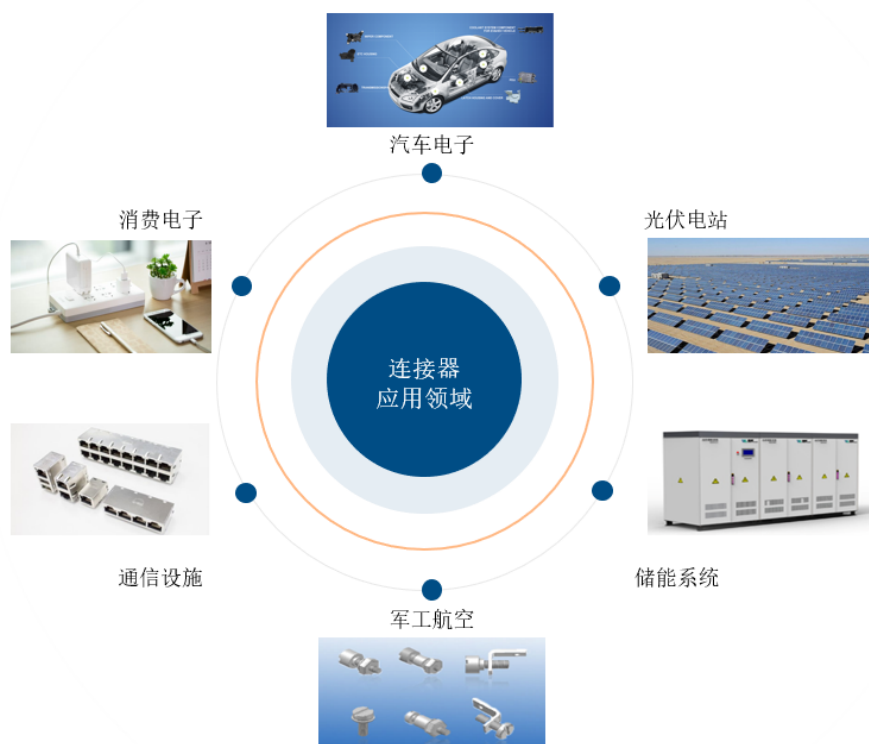 汽车电子
消费电子
光伏电站
连接器
应用领域
通信设施
储能系统
军工航空